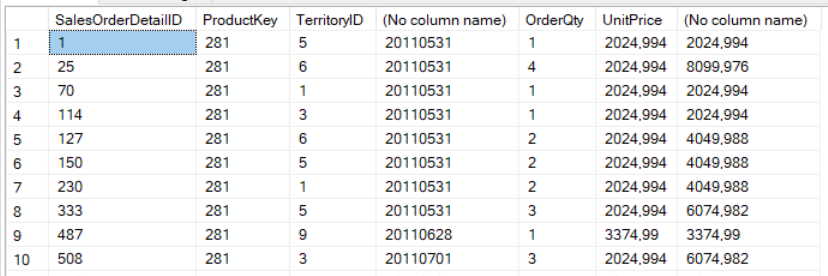 SalesOrderDetailID ProductKey TerritoryID (No column name) OrderQty UnitPrice (No column name)
1 1 281 5 20110531 1 2024,994 2024,994
2 25 281 6 20110531 4 2024,994 8099,976
3 70 281 1 20110531 1 2024,994 2024,994
4 114 281 3 20110531 1 2024,994 2024,994
5 127 281 6 20110531 2 2024,994 4049,988
6 150 281 5 20110531 2 2024,994 4049,988
7 230 281 1 20110531 2 2024,994 4049,988
8 333 281 5 20110531 3 2024,994 6074,982
9 487 281 9 20110628 1 3374,99 3374,99
10 508 281 3 20110701 3 2024,994 6074,982